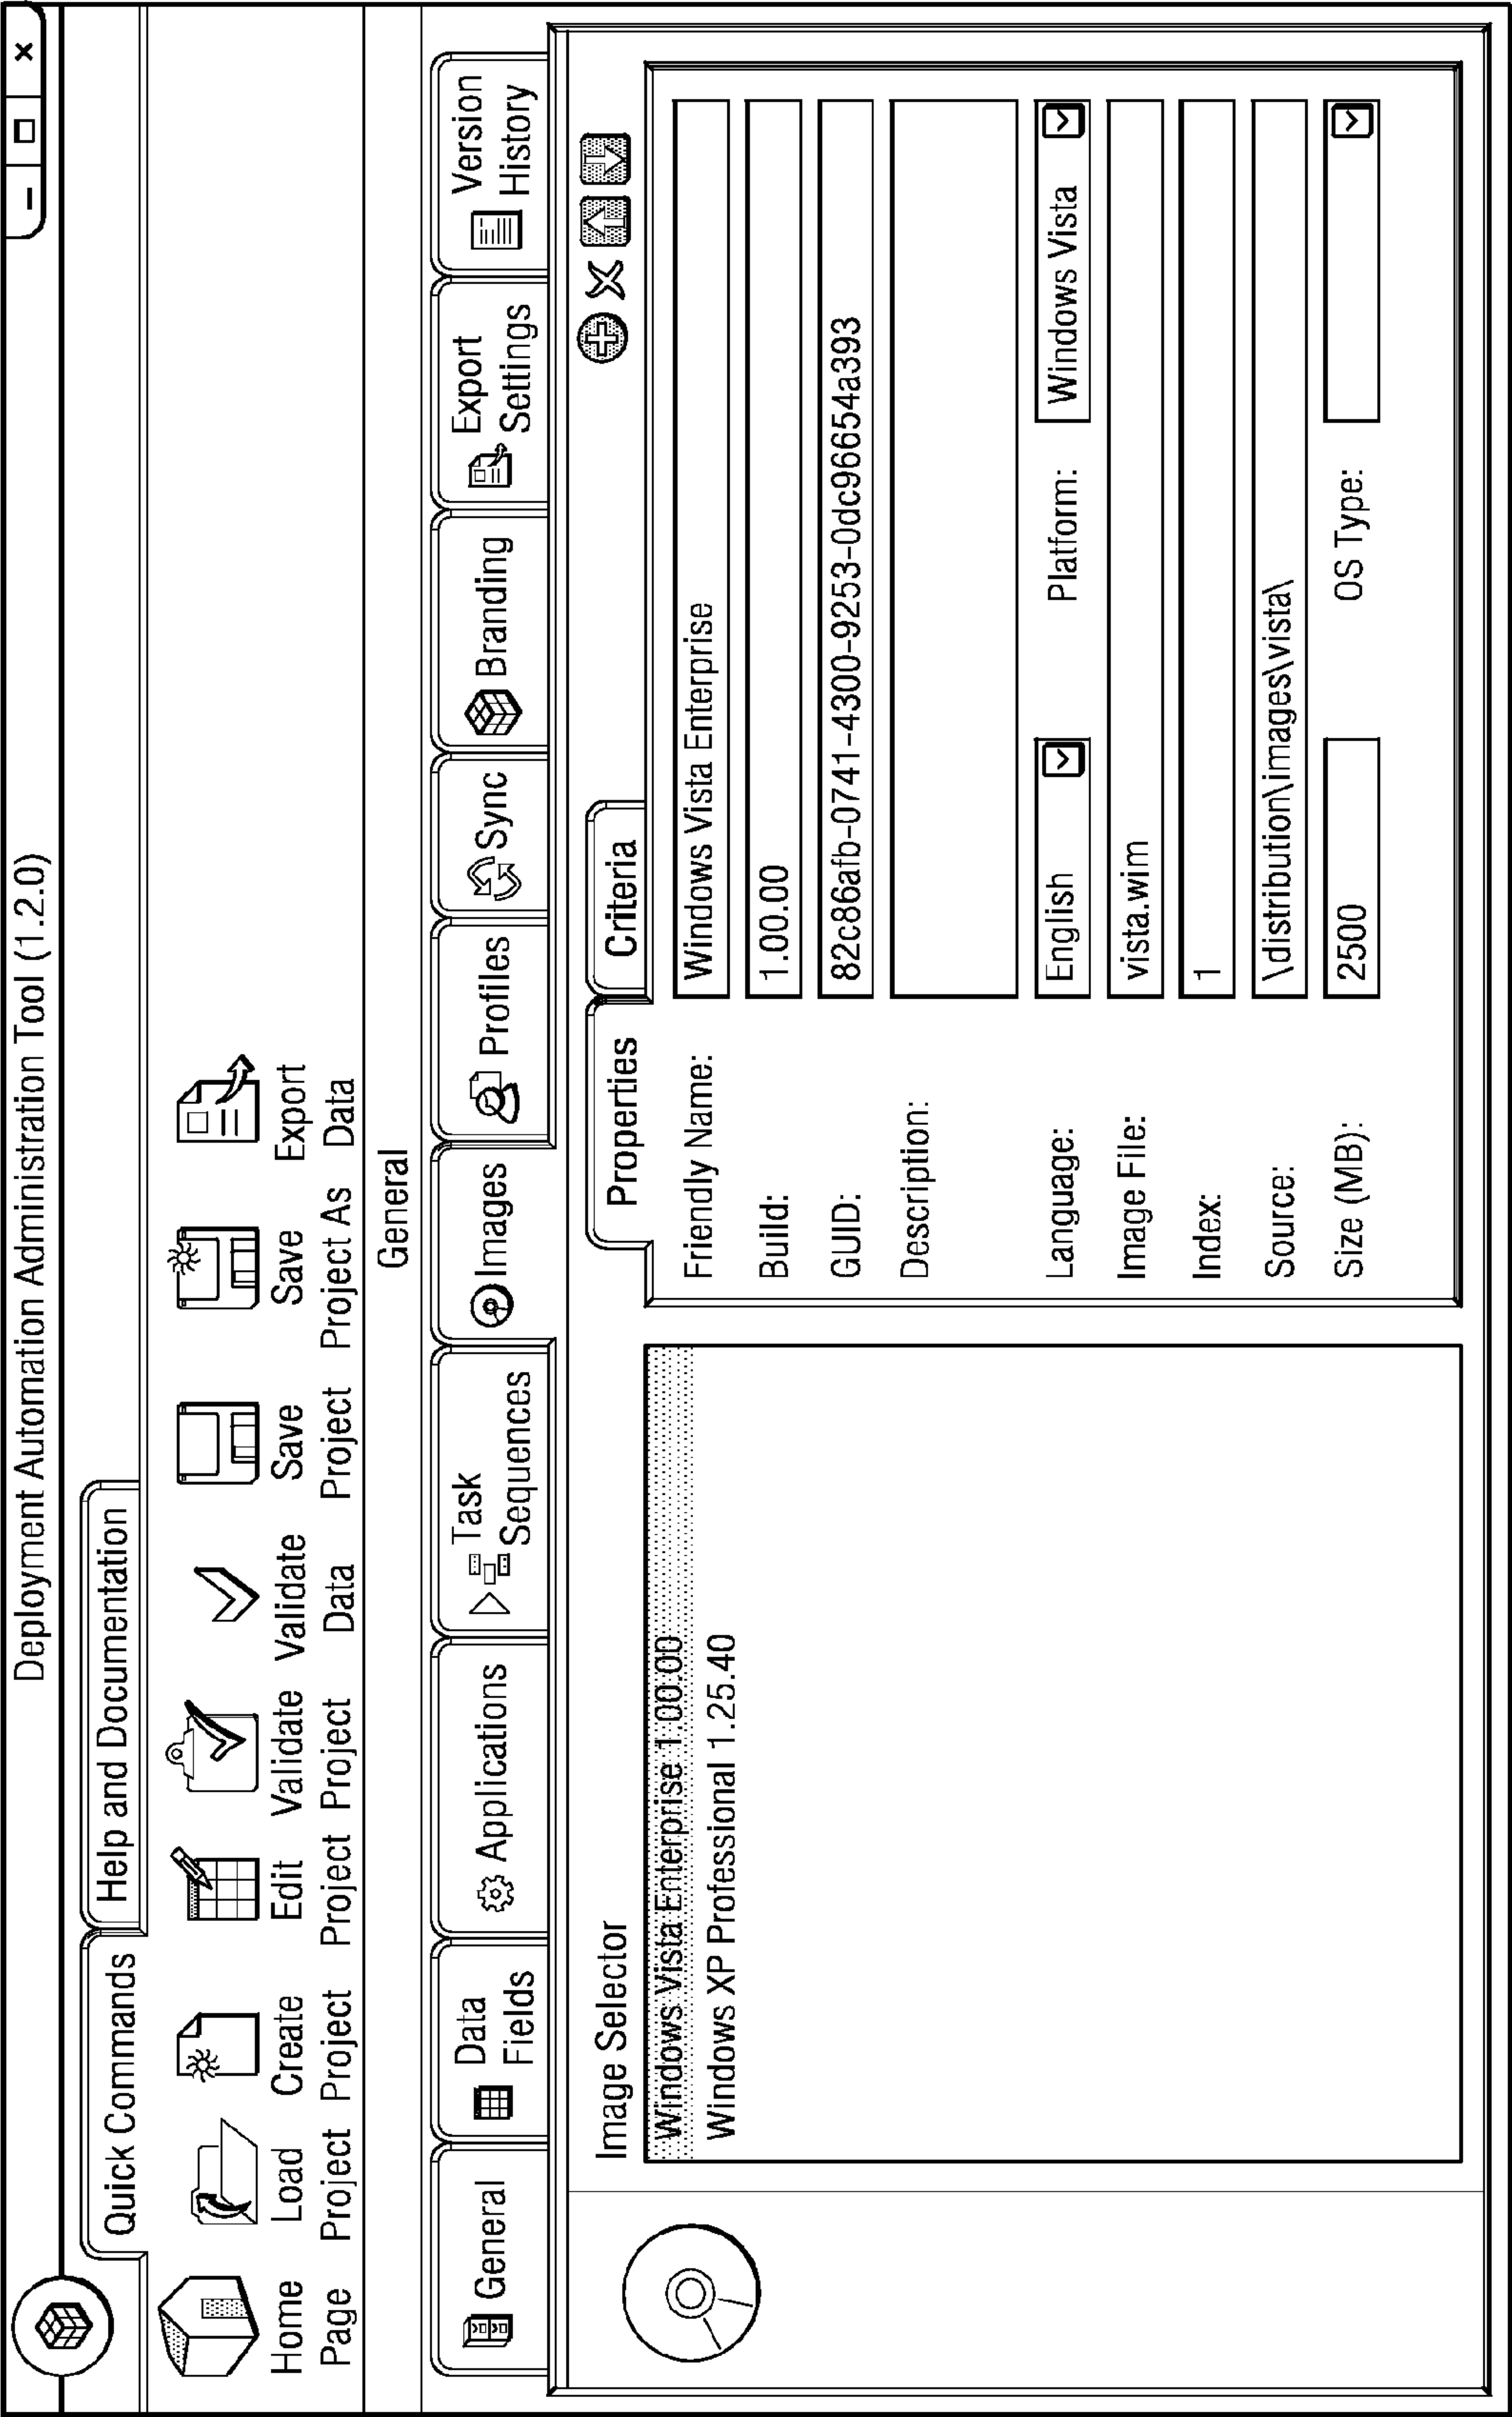 Deployment Automation Administration Tool (1.2.0)
Quick Commands
Help and Documentation
Home Page
Load Project
Create Project
Edit Project
Validate Project
Validate Data
Save Project
Save Project As
Export Data
General
General
Data Fields
Applications
Task Sequences
Images
Profiles
Sync
Branding
Export Settings
Version History
Image Selector
Windows Vista Enterprise 1.00.00
Windows XP Professional 1.25.40
Properties
Criteria
Friendly Name: Windows Vista Enterprise
Build: 1.00.00
GUID: 82c86afb-0741-4300-9253-0dc96654a393
Description:
Language: English Platform: Windows Vista
Image File: vista.wim
Index: 1
Source: \distribution\images\vista\
Size (MB): 2500 OS Type: